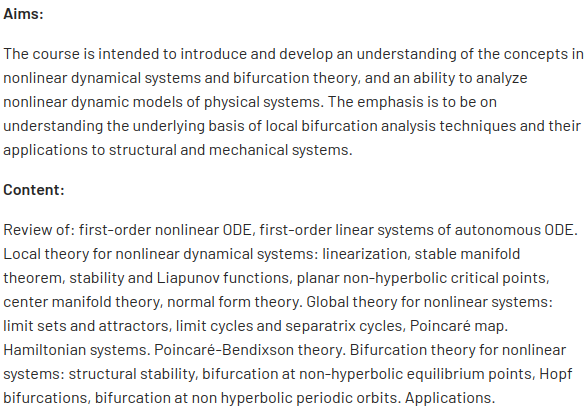 Aims:
The course is intended to introduce and develop an understanding of the concepts in
nonlinear dynamical systems and bifurcation theory, and an ability to analyze
nonlinear dynamic models of physical systems. The emphasis is to be on
understanding the underlying basis of local bifurcation analysis techniques and their
applications to structural and mechanical systems.
Content:
Review of: first-order nonlinear ODE, first-order linear systems of autonomous ODE.
Local theory for nonlinear dynamical systems: linearization, stable manifold
theorem, stability and Liapunov functions, planar non-hyperbolic critical points,
center manifold theory, normal form theory. Global theory for nonlinear systems:
limit sets and attractors, limit cycles and separatrix cycles, Poincaré map.
Hamiltonian systems. Poincaré-Bendixson theory. Bifurcation theory for nonlinear
systems: structural stability, bifurcation at non-hyperbolic equilibrium points, Hopf
bifurcations, bifurcation at non hyperbolic periodic orbits. Applications.